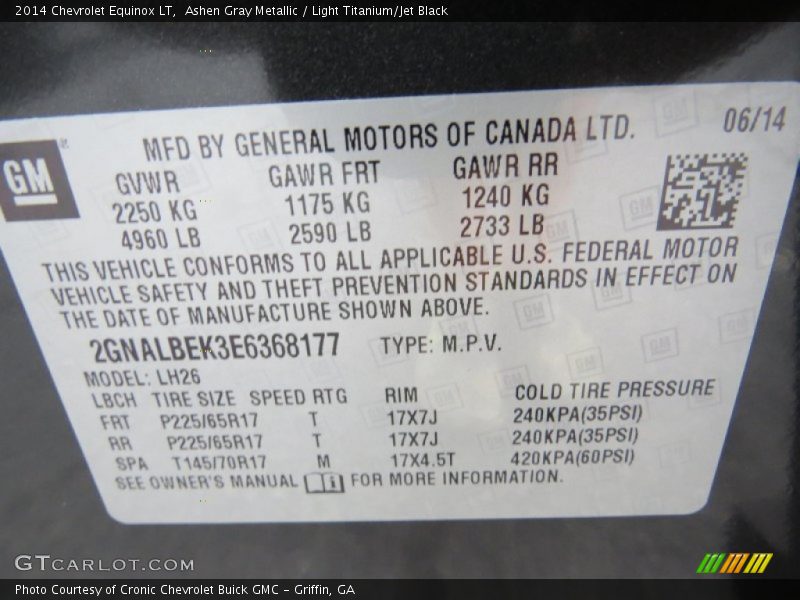 2014 Chevrolet Equinox LT,  Ashen Gray Metallic / Light Titanium/Jet Black
06/14
MFD BY GENERAL MOTORS OF CANADA LTD.
GM
GVWR GAWR FRT GAWR RR
2250 KG 1175 KG 1240 KG
4960 LB 2590 LB 2733 LB
THIS VEHICLE CONFORMS TO ALL APPLICABLE U.S. FEDERAL MOTOR
VEHICLE SAFETY AND THEFT PREVENTION STANDARDS IN EFFECT ON
THE DATE OF MANUFACTURE SHOWN ABOVE.
2GNALBEK3E6368177 TYPE: M.P.V.
MODEL: LH26
LBCH TIRE SIZE SPEED RTG RIM COLD TIRE PRESSURE
FRT P225/65R17 T 17X7J 240KPA(35PSI)
RR P225/65R17 T 17X7J 240KPA(35PSI)
SPA T145/70R17 M 17X4.5T 420KPA(60PSI)
SEE OWNER'S MANUAL FOR MORE INFORMATION.
GTCARLOT.COM
Photo Courtesy of Cronic Chevrolet Buick GMC – Griffin, GA